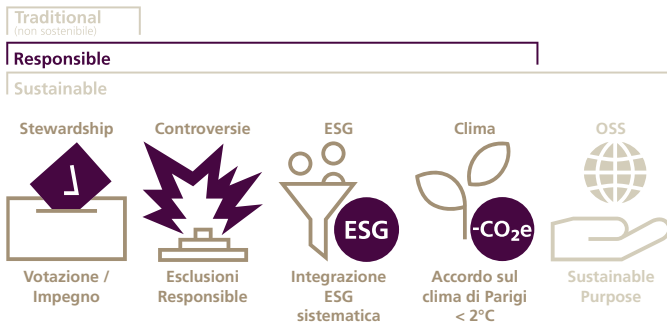 Traditional
(non sostenibile)
Responsible
Sustainable
Stewardship
Controversie
ESG
Clima
OSS
ESG
-CO₂e
Votazione /
Impegno
Esclusioni
Responsible
Integrazione
ESG
sistematica
Accordo sul
clima di Parigi
< 2°C
Sustainable
Purpose